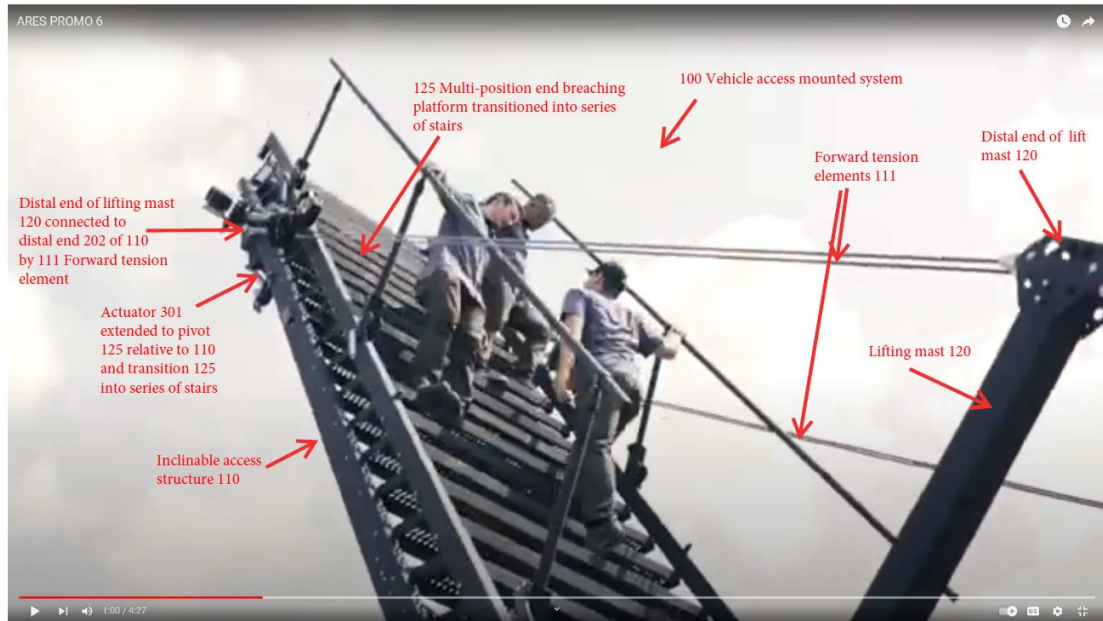 ARES PROMO 6
125 Multi-position end breaching
platform transitioned into series
of stairs
100 Vehicle access mounted system
Distal end of lift
mast 120
Forward tension
elements 111
Distal end of lifting mast
120 connected to
distal end 202 of 110
by 111 Forward tension
element
Actuator 301
extended to pivot
125 relative to 110
and transition 125
into series of stairs
Lifting mast 120
Inclinable access
structure 110
1:00 / 4:27
CC